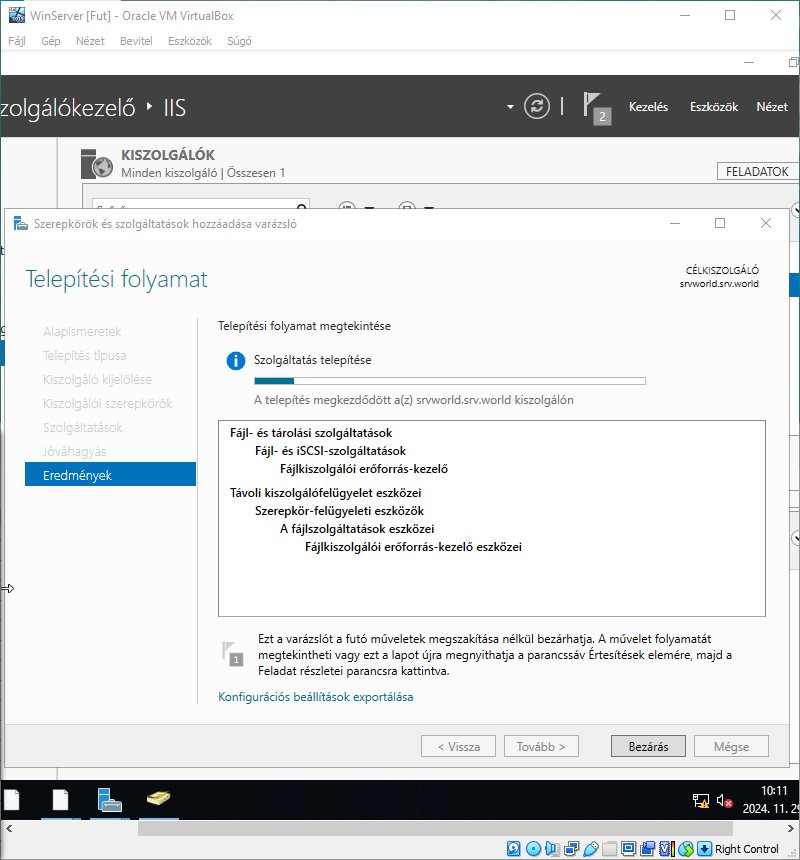 WinServer [Fut] - Oracle VM VirtualBox
Fájl Gép Nézet Bevitel Eszközök Súgó
zolgálókezelő ‣ IIS
2
Kezelés Eszközök Nézet
KISZOLGÁLÓK
Minden kiszolgáló | Összesen 1
FELADATOK
Szerepkörök és szolgáltatások hozzáadása varázsló
Telepítési folyamat
CÉLKISZOLGÁLÓ
srvworld.srv.world
Alapismeretek
Telepítés típusa
Kiszolgáló kijelölése
Kiszolgálói szerepkörök
Szolgáltatások
Jóváhagyás
Eredmények
Telepítési folyamat megtekintése
Szolgáltatás telepítése
A telepítés megkezdődött a(z) srvworld.srv.world kiszolgálón
Fájl- és tárolási szolgáltatások
Fájl- és iSCSI-szolgáltatások
Fájlkiszolgálói erőforrás-kezelő
Távoli kiszolgálófelügyelet eszközei
Szerepkör-felügyeleti eszközök
A fájlszolgáltatások eszközei
Fájlkiszolgálói erőforrás-kezelő eszközei
1
Ezt a varázslót a futó műveletek megszakítása nélkül bezárhatja. A művelet folyamatát
megtekintheti vagy ezt a lapot újra megnyithatja a parancssáv Értesítések elemére, majd a
Feladat részletei parancsra kattintva.
Konfigurációs beállítások exportálása
< Vissza Tovább > Bezárás Mégse
10:11
2024. 11. 29
Right Control